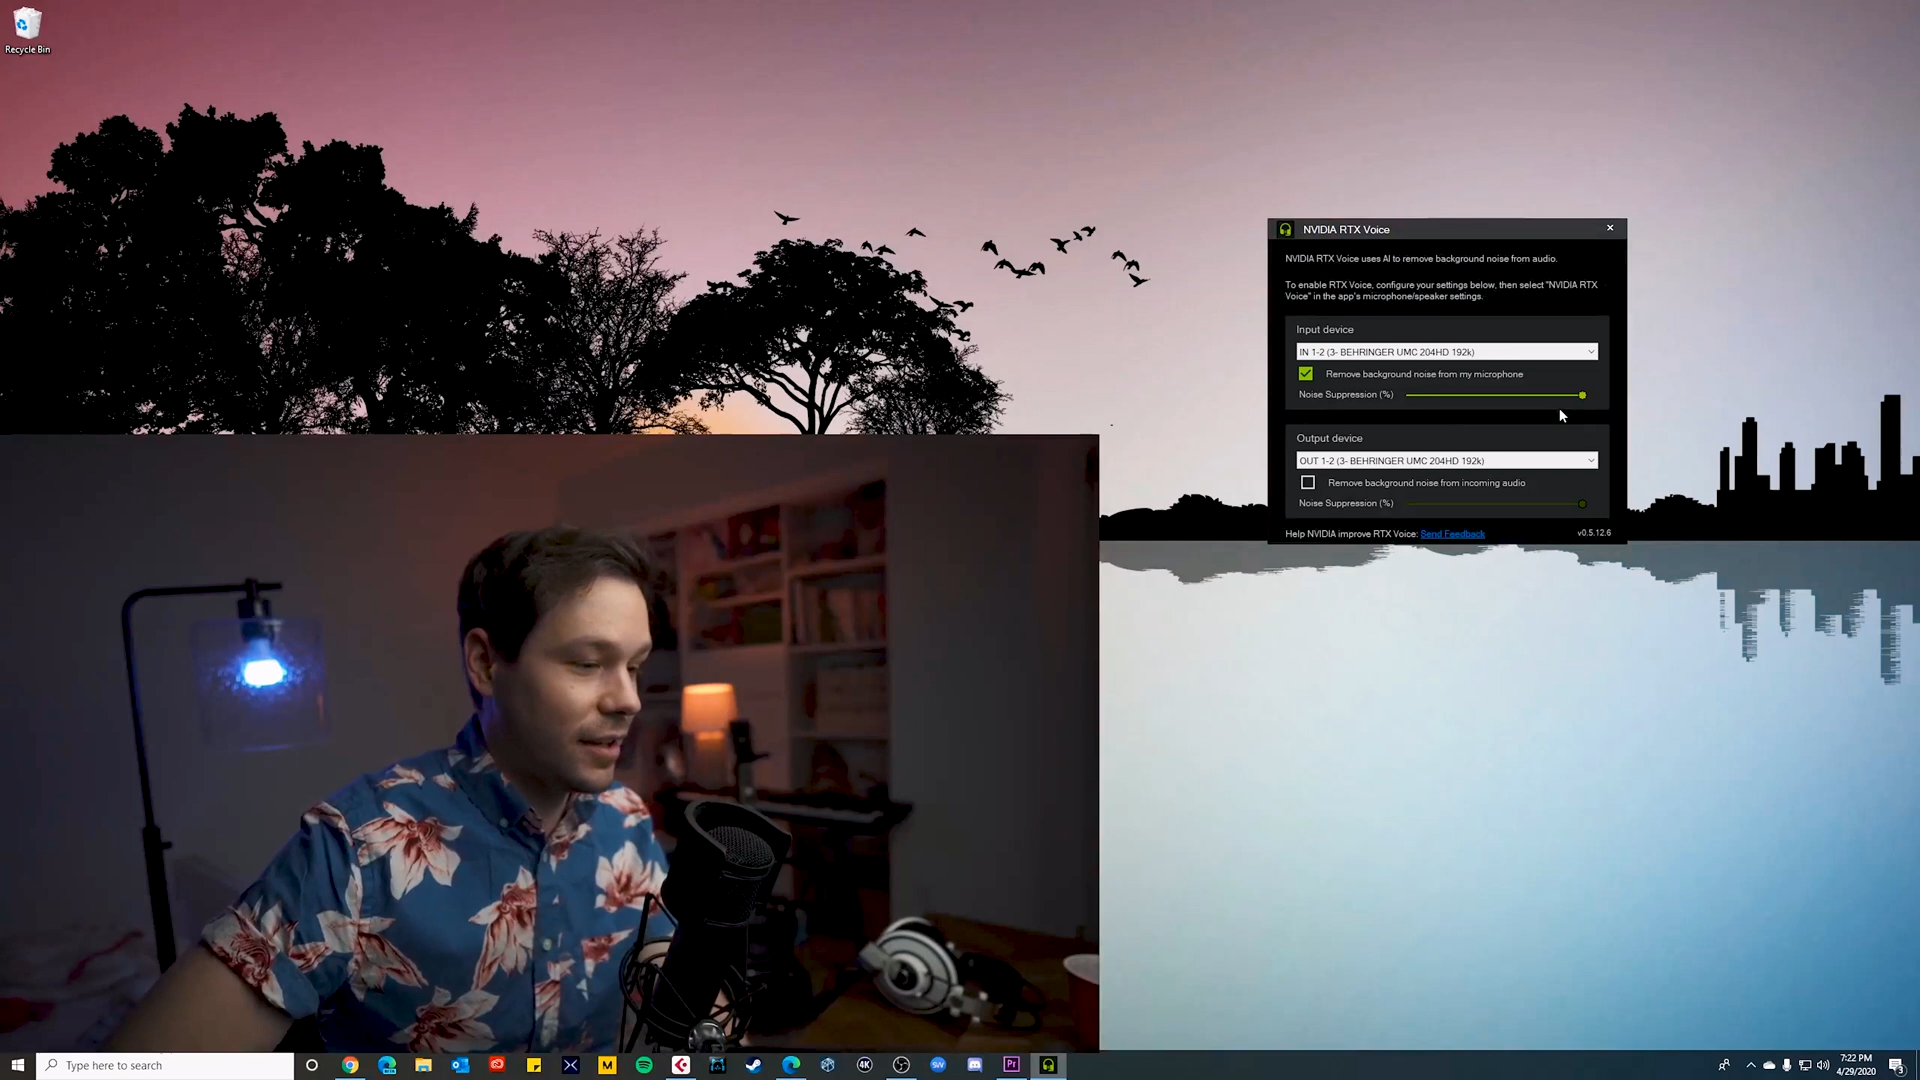 Recycle Bin
NVIDIA RTX Voice
NVIDIA RTX Voice uses AI to remove background noise from audio.
To enable RTX Voice, configure your settings below, then select "NVIDIA RTX
Voice" in the app's microphone/speaker settings.
Input device
IN 1-2 (3- BEHRINGER UMC 204HD 192k)
Remove background noise from my microphone
Noise Suppression (%)
Output device
OUT 1-2 (3- BEHRINGER UMC 204HD 192k)
Remove background noise from incoming audio
Noise Suppression (%)
Help NVIDIA improve RTX Voice: Send Feedback
v0.5.12.6
Type here to search
M
4K
SW
Pr
7:22 PM
4/29/2020
3